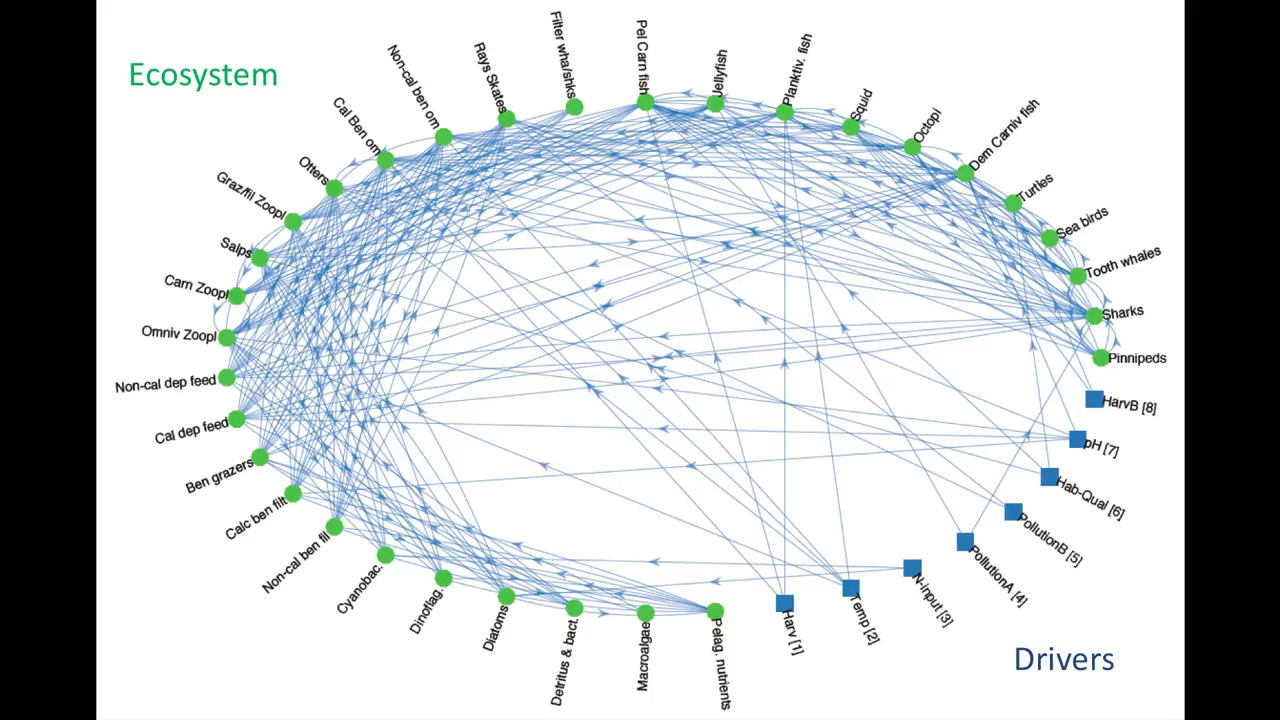 Ecosystem
Filter wha/shks
Pel Carn fish
Jellyfish
Planktiv. fish
Squid
Octopi
Dem Carniv fish
Turtles
Sea birds
Tooth whales
Sharks
Pinnipeds
HarvB [8]
pH [7]
Hab-Qual [6]
PollutionB [5]
PollutionA [4]
N-input [3]
Temp [2]
Harv [1]
Pelag. nutrients
Macroalgae
Detritus & bact.
Diatoms
Dinoflag.
Cyanobac.
Non-cal ben fil
Calc ben filt
Ben grazers
Cal dep feed
Non-cal dep feed
Omniv Zoopl
Carn Zoopl
Salps
Graz/fil Zoopl
Otters
Cal Ben om
Non-cal ben om
Rays Skates
Drivers